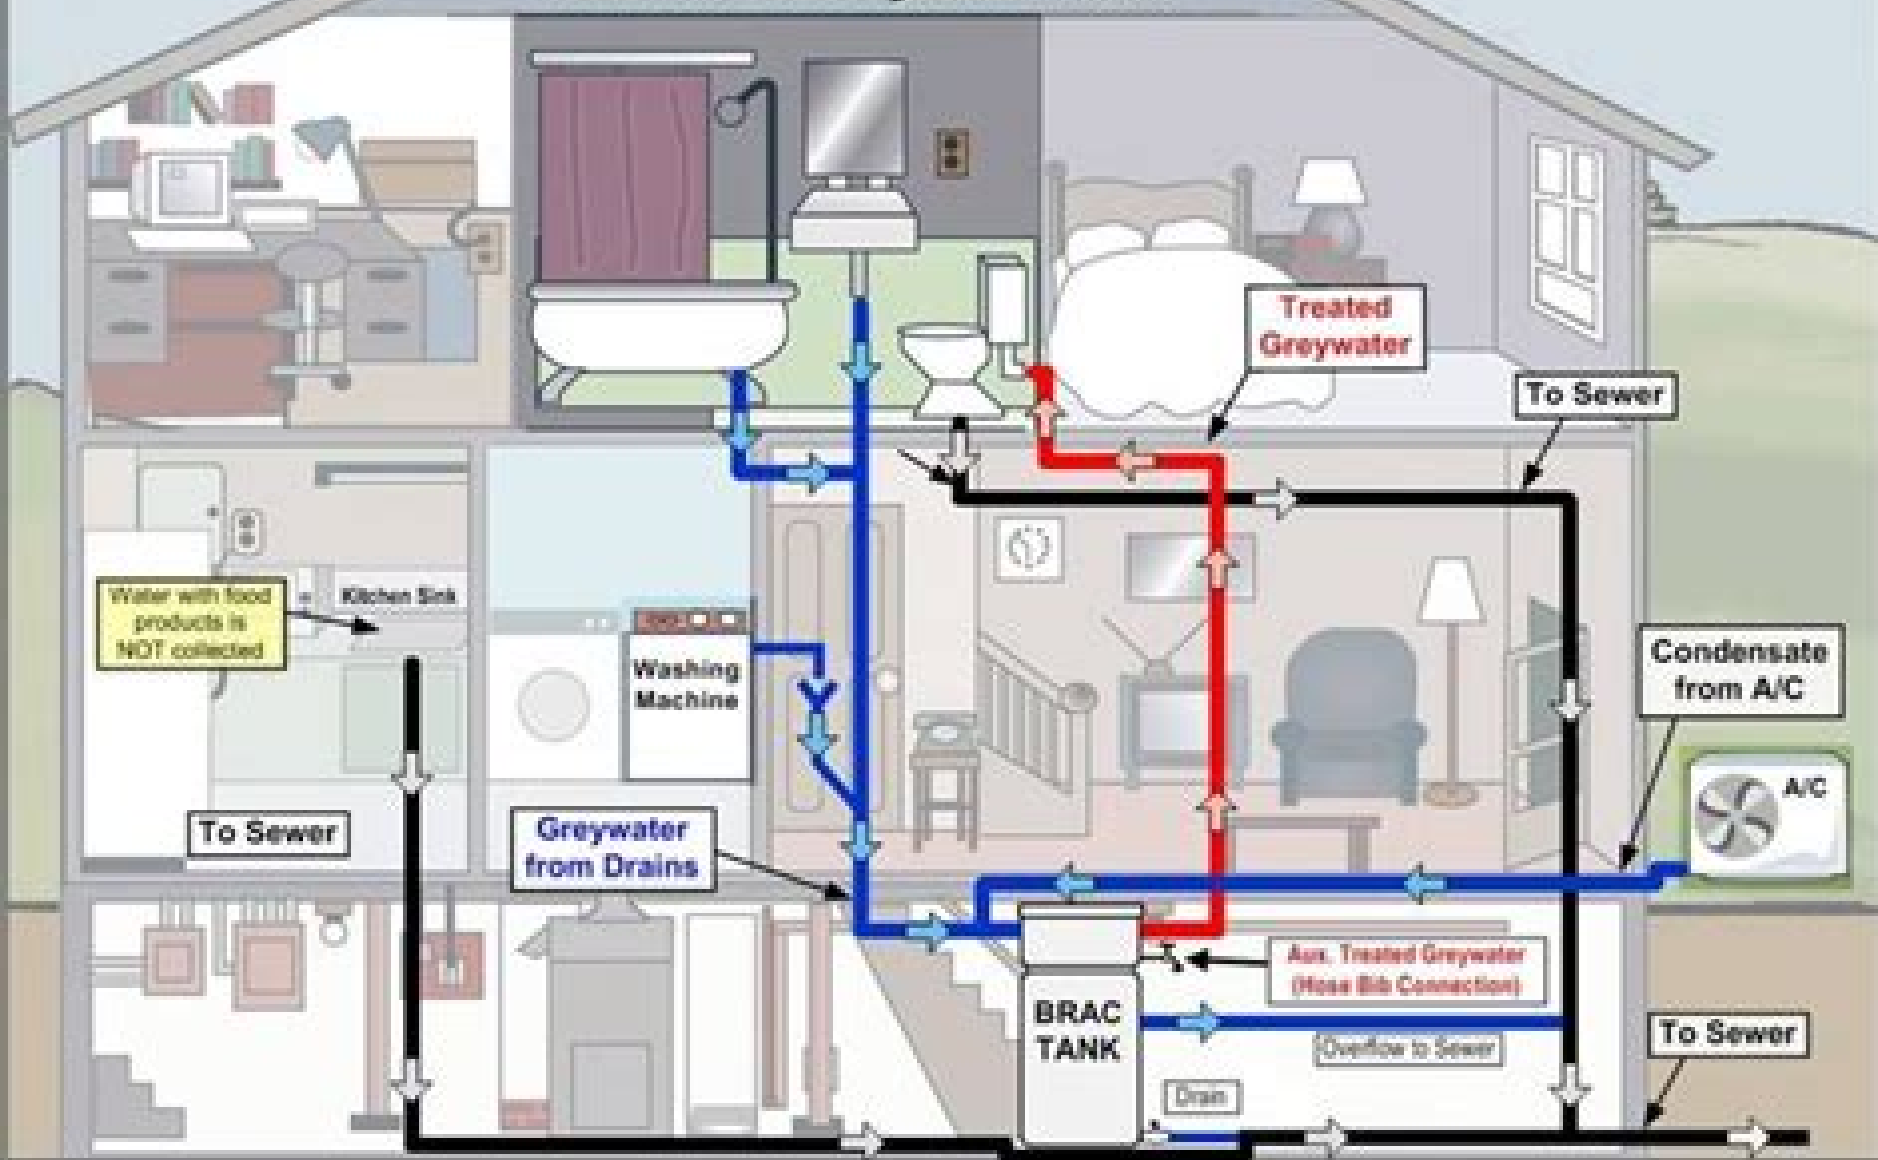 Treated
Greywater
To Sewer
Water with food
products is
NOT collected
Kitchen Sink
Washing
Machine
Condensate
from A/C
A/C
To Sewer
Greywater
from Drains
Aux. Treated Greywater
(Hose Bib Connection)
BRAC
TANK
Overflow to Sewer
To Sewer
Drain